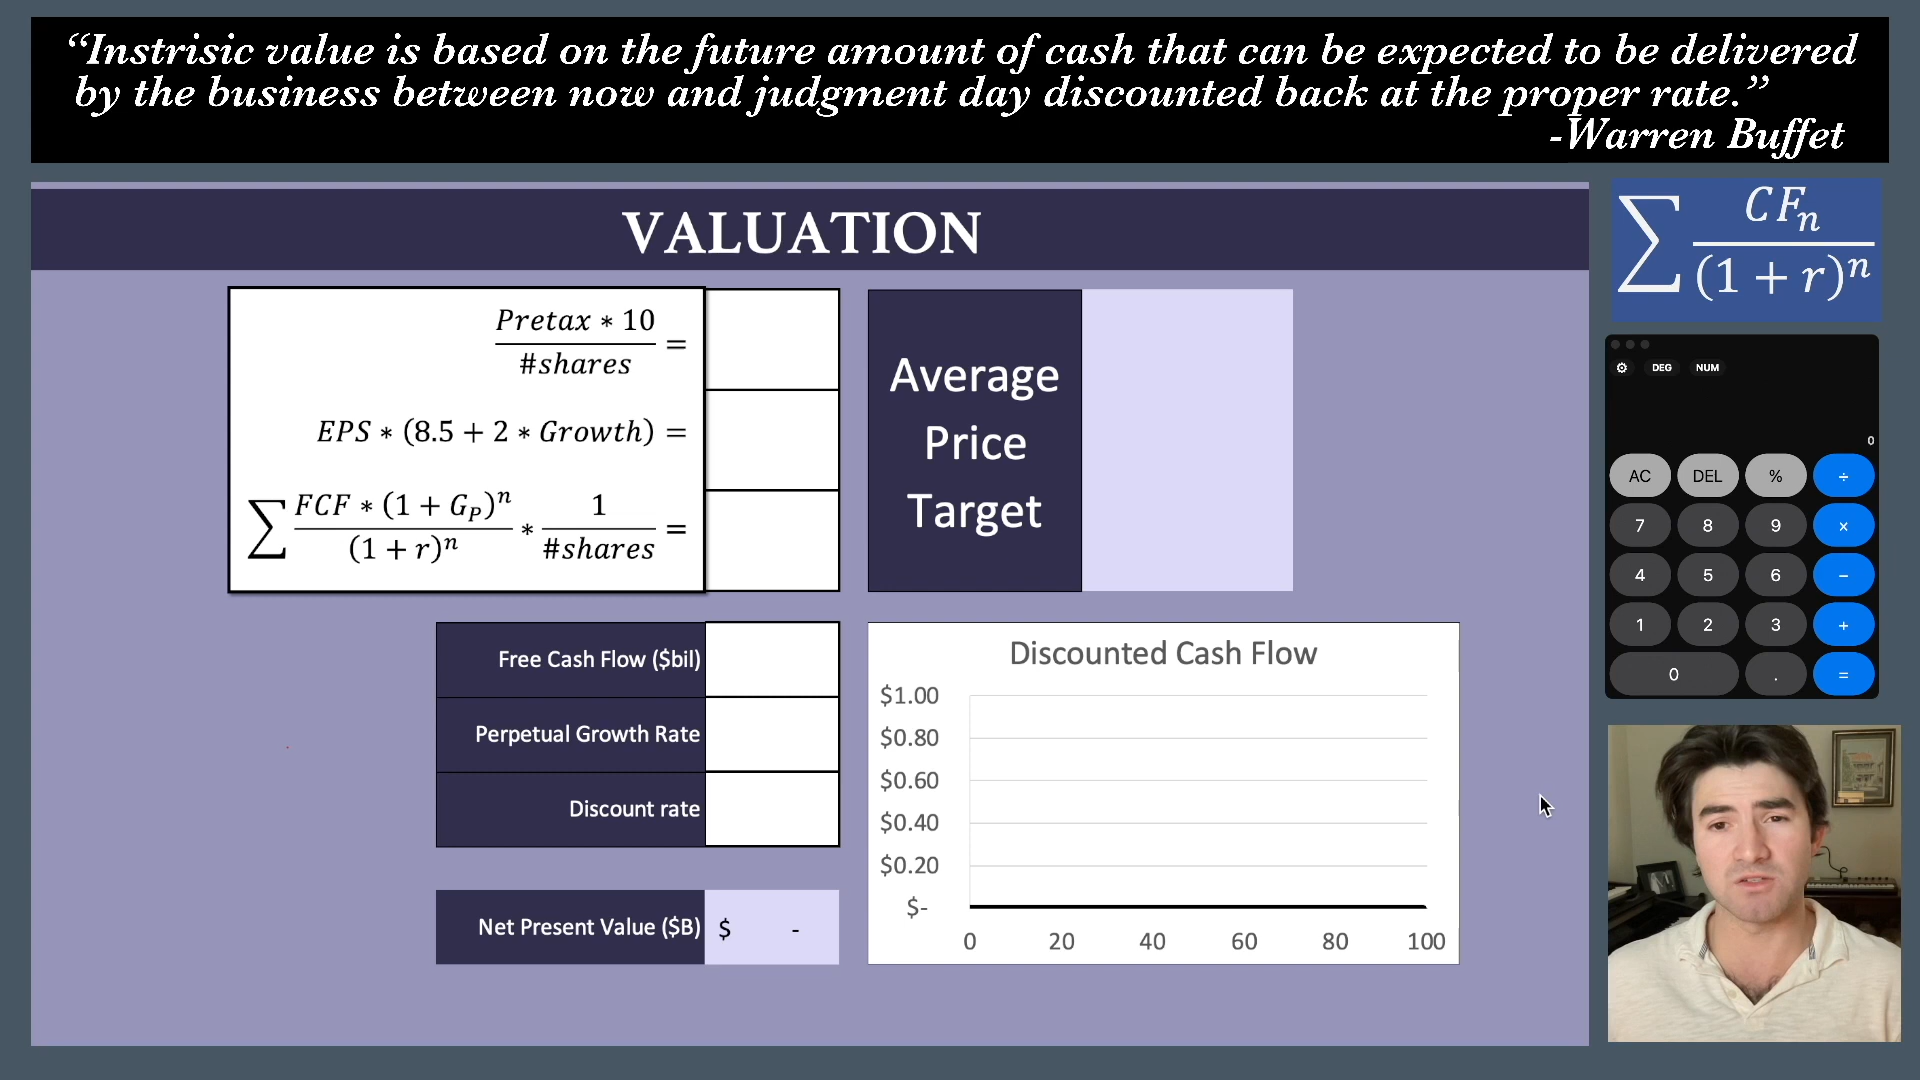 “Instrisic value is based on the future amount of cash that can be expected to be delivered
by the business between now and judgment day discounted back at the proper rate.”
-Warren Buffet
VALUATION
Pretax ∗ 10
#shares
=
EPS ∗ (8.5 + 2 ∗ Growth) =
∑ FCF ∗ (1 + G_P)^n
(1 + r)^n
∗ 1
#shares
=
Average
Price
Target
Free Cash Flow ($bil)
Perpetual Growth Rate
Discount rate
Net Present Value ($B) $ -
Discounted Cash Flow
$1.00
$0.80
$0.60
$0.40
$0.20
$-
0 20 40 60 80 100
∑ CF_n
(1 + r)^n
DEG NUM
0
AC DEL % ÷
7 8 9 ×
4 5 6 −
1 2 3 +
0 . =